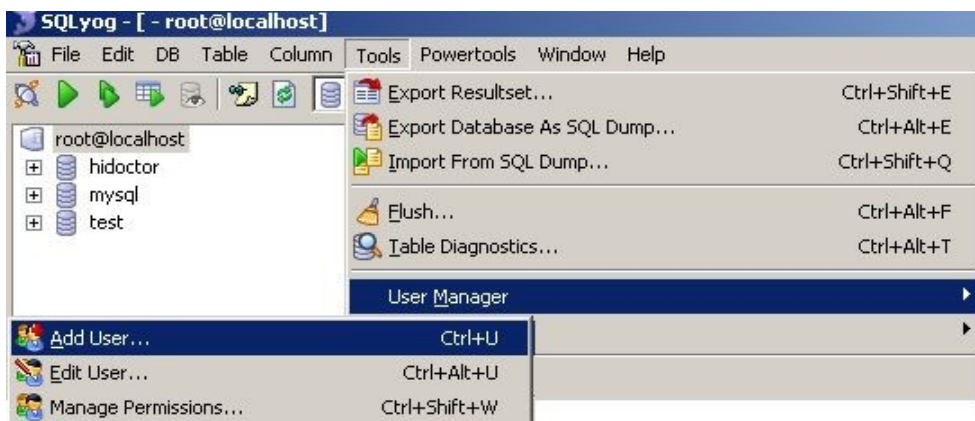 SQLyog - [ - root@localhost]
File Edit DB Table Column Tools Powertools Window Help
Export Resultset... Ctrl+Shift+E
Export Database As SQL Dump... Ctrl+Alt+E
Import From SQL Dump... Ctrl+Shift+Q
Flush... Ctrl+Alt+F
Table Diagnostics... Ctrl+Alt+T
User Manager
root@localhost
hidoctor
mysql
test
Add User... Ctrl+U
Edit User... Ctrl+Alt+U
Manage Permissions... Ctrl+Shift+W